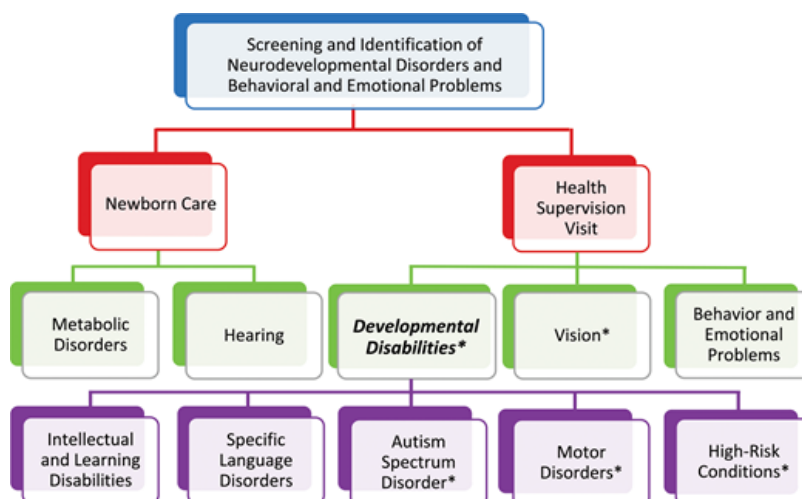 Screening and Identification of
Neurodevelopmental Disorders and
Behavioral and Emotional Problems
Newborn Care
Health
Supervision
Visit
Metabolic
Disorders
Hearing
Developmental
Disabilities*
Vision*
Behavior and
Emotional
Problems
Intellectual
and Learning
Disabilities
Specific
Language
Disorders
Autism
Spectrum
Disorder*
Motor
Disorders*
High-Risk
Conditions*